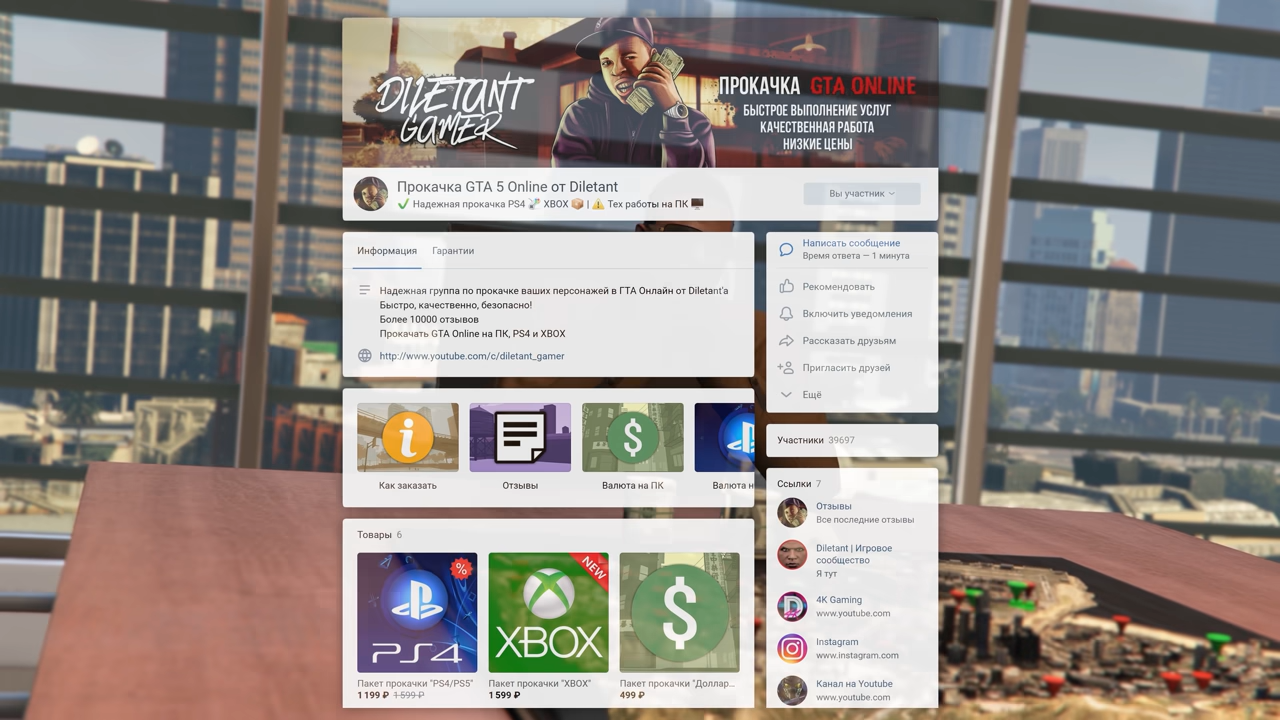 DILETANT
GAMER
ПРОКАЧКА GTA ONLINE
БЫСТРОЕ ВЫПОЛНЕНИЕ УСЛУГ
КАЧЕСТВЕННАЯ РАБОТА
НИЗКИЕ ЦЕНЫ
Прокачка GTA 5 Online от Diletant
Надежная прокачка PS4 XBOX | Тех работы на ПК
Вы участник
Информация Гарантии
Надежная группа по прокачке ваших персонажей в ГТА Онлайн от Diletant'а
Быстро, качественно, безопасно!
Более 10000 отзывов
Прокачать GTA Online на ПК, PS4 и XBOX
http://www.youtube.com/c/diletant_gamer
Как заказать
Отзывы
$
Валюта на ПК
Валюта н
Товары 6
%
PS4
Пакет прокачки "PS4/PS5"
1 199 ₽ 1 599 ₽
NEW
XBOX
Пакет прокачки "XBOX"
1 599 ₽
$
Пакет прокачки "Доллар...
499 ₽
Написать сообщение
Время ответа — 1 минута
Рекомендовать
Включить уведомления
Рассказать друзьям
Пригласить друзей
Ещё
Участники 39697
Ссылки 7
Отзывы
Все последние отзывы
Diletant | Игровое
сообщество
Я тут
4K Gaming
www.youtube.com
Instagram
www.instagram.com
Канал на Youtube
www.youtube.com